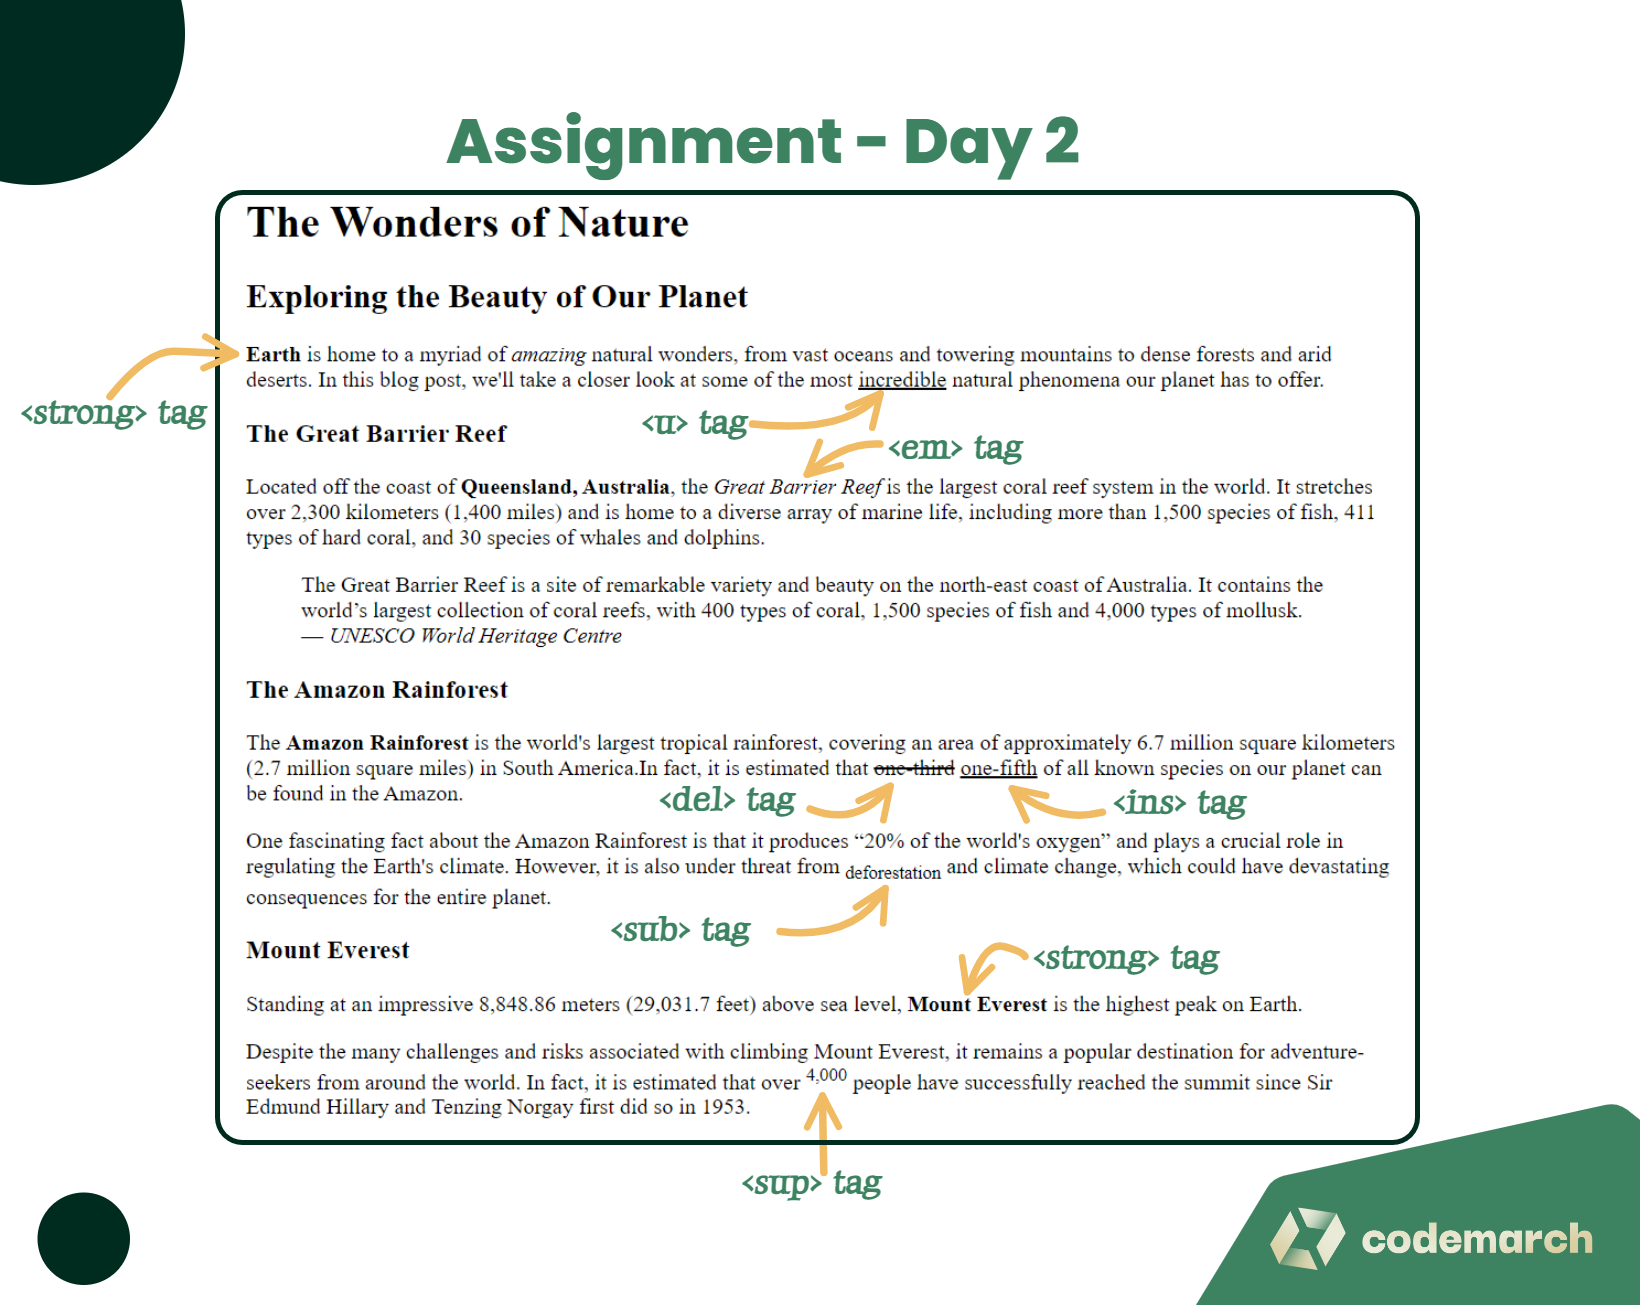 Assignment - Day 2
The Wonders of Nature
Exploring the Beauty of Our Planet
Earth is home to a myriad of amazing natural wonders, from vast oceans and towering mountains to dense forests and arid
deserts. In this blog post, we'll take a closer look at some of the most incredible natural phenomena our planet has to offer.
<strong> tag
<u> tag
The Great Barrier Reef
<em> tag
Located off the coast of Queensland, Australia, the Great Barrier Reef is the largest coral reef system in the world. It stretches
over 2,300 kilometers (1,400 miles) and is home to a diverse array of marine life, including more than 1,500 species of fish, 411
types of hard coral, and 30 species of whales and dolphins.
The Great Barrier Reef is a site of remarkable variety and beauty on the north-east coast of Australia. It contains the
world’s largest collection of coral reefs, with 400 types of coral, 1,500 species of fish and 4,000 types of mollusk.
— UNESCO World Heritage Centre
The Amazon Rainforest
The Amazon Rainforest is the world's largest tropical rainforest, covering an area of approximately 6.7 million square kilometers
(2.7 million square miles) in South America.In fact, it is estimated that one-third one-fifth of all known species on our planet can
be found in the Amazon.
<del> tag
<ins> tag
One fascinating fact about the Amazon Rainforest is that it produces “20% of the world's oxygen” and plays a crucial role in
regulating the Earth's climate. However, it is also under threat from deforestation and climate change, which could have devastating
consequences for the entire planet.
<sub> tag
Mount Everest
<strong> tag
Standing at an impressive 8,848.86 meters (29,031.7 feet) above sea level, Mount Everest is the highest peak on Earth.
Despite the many challenges and risks associated with climbing Mount Everest, it remains a popular destination for adventure-
seekers from around the world. In fact, it is estimated that over 4,000 people have successfully reached the summit since Sir
Edmund Hillary and Tenzing Norgay first did so in 1953.
<sup> tag
codemarch